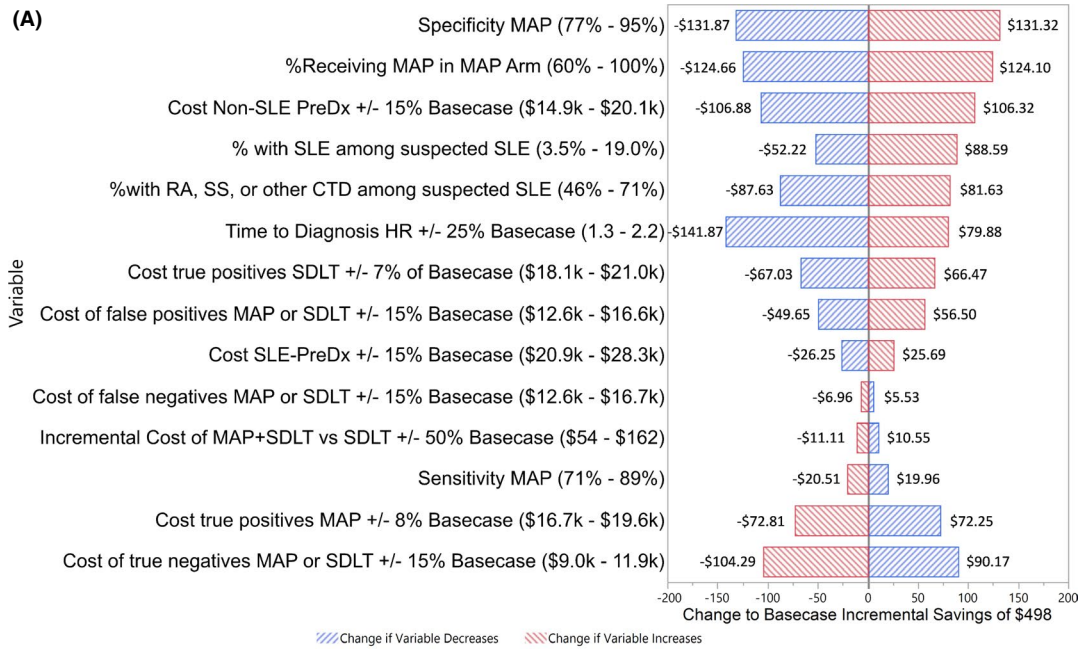 (A)
Specificity MAP (77% - 95%) -$131.87 $131.32
%Receiving MAP in MAP Arm (60% - 100%) -$124.66 $124.10
Cost Non-SLE PreDx +/- 15% Basecase ($14.9k - $20.1k) -$106.88 $106.32
% with SLE among suspected SLE (3.5% - 19.0%) -$52.22 $88.59
%with RA, SS, or other CTD among suspected SLE (46% - 71%) -$87.63 $81.63
Time to Diagnosis HR +/- 25% Basecase (1.3 - 2.2) -$141.87 $79.88
Cost true positives SDLT +/- 7% of Basecase ($18.1k - $21.0k) -$67.03 $66.47
Cost of false positives MAP or SDLT +/- 15% Basecase ($12.6k - $16.6k) -$49.65 $56.50
Cost SLE-PreDx +/- 15% Basecase ($20.9k - $28.3k) -$26.25 $25.69
Cost of false negatives MAP or SDLT +/- 15% Basecase ($12.6k - $16.7k) -$6.96 $5.53
Incremental Cost of MAP+SDLT vs SDLT +/- 50% Basecase ($54 - $162) -$11.11 $10.55
Sensitivity MAP (71% - 89%) -$20.51 $19.96
Cost true positives MAP +/- 8% Basecase ($16.7k - $19.6k) -$72.81 $72.25
Cost of true negatives MAP or SDLT +/- 15% Basecase ($9.0k - 11.9k) -$104.29 $90.17
Variable
-200 -150 -100 -50 0 50 100 150 200
Change to Basecase Incremental Savings of $498
Change if Variable Decreases Change if Variable Increases